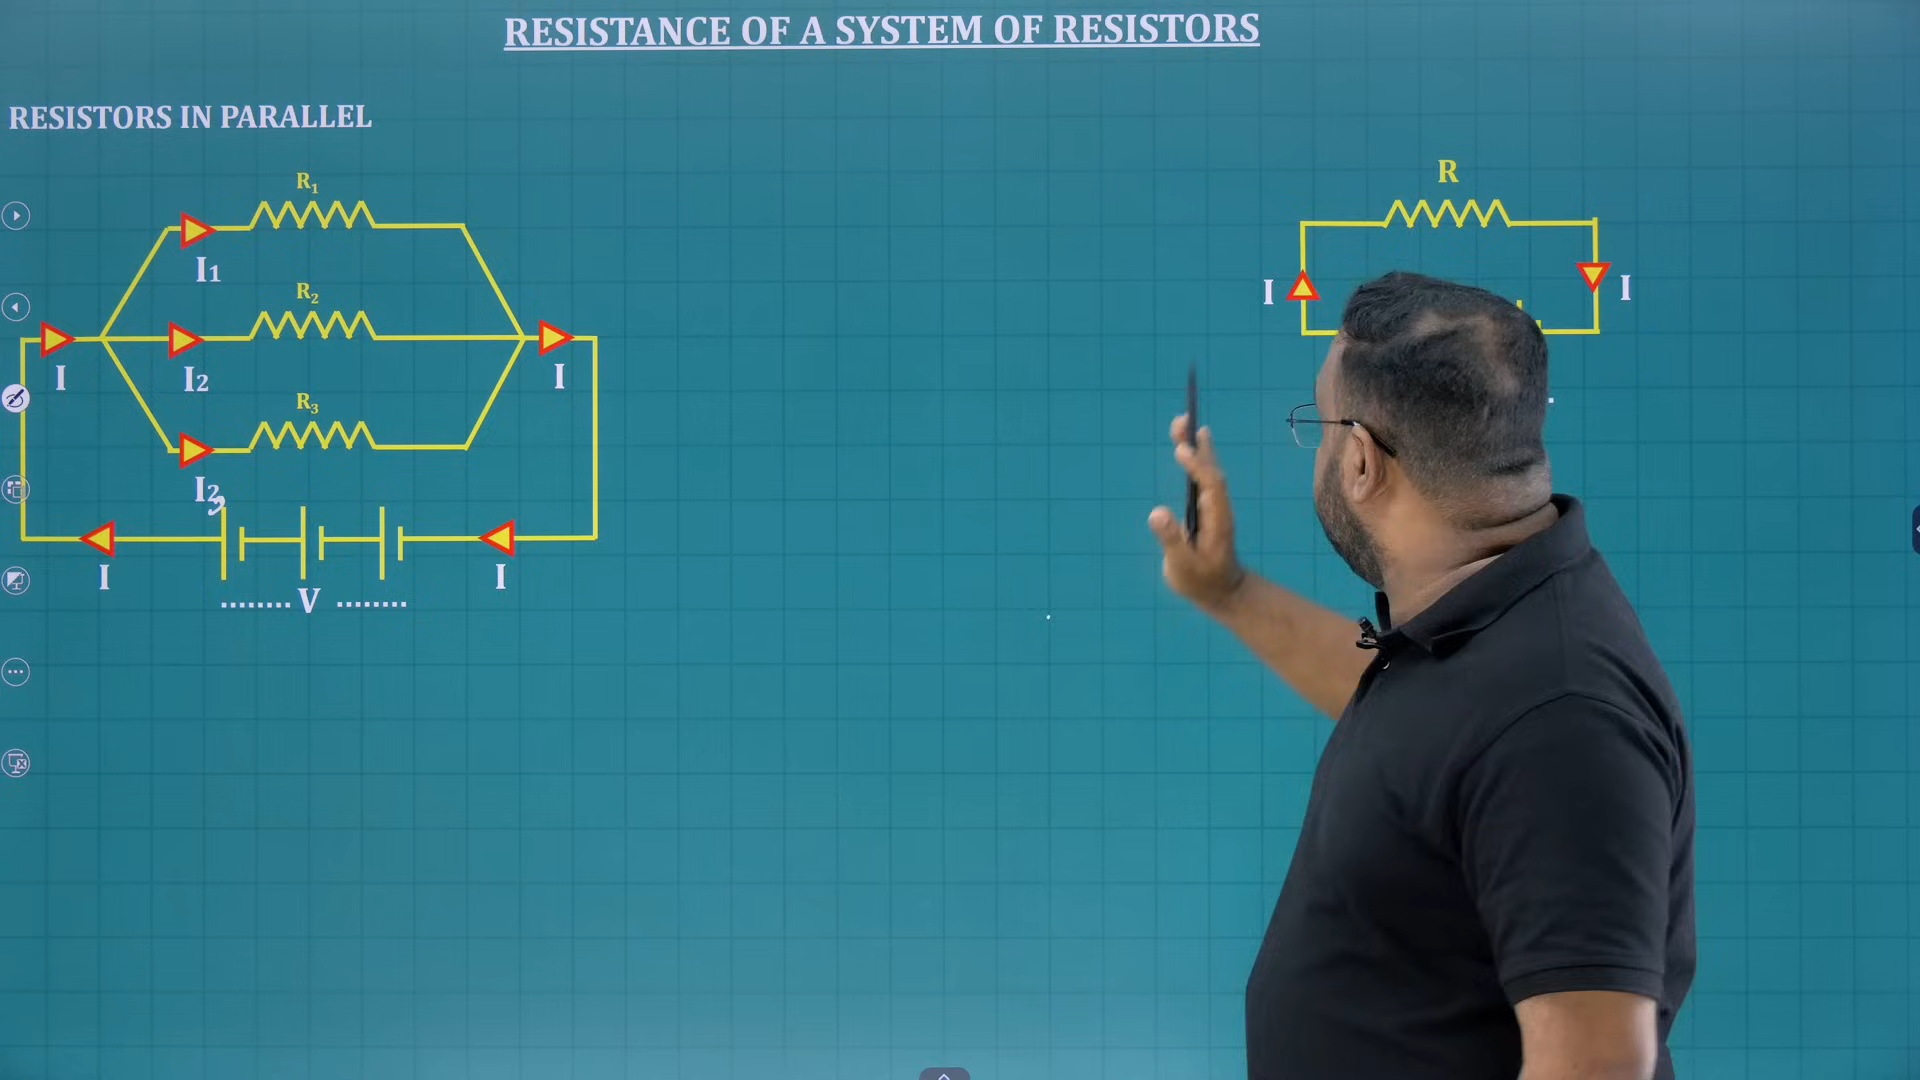 RESISTANCE OF A SYSTEM OF RESISTORS
RESISTORS IN PARALLEL
R₁
I₁
R₂
I
I₂
I
R₃
I₃
I
I
........ V ........
R
I
I